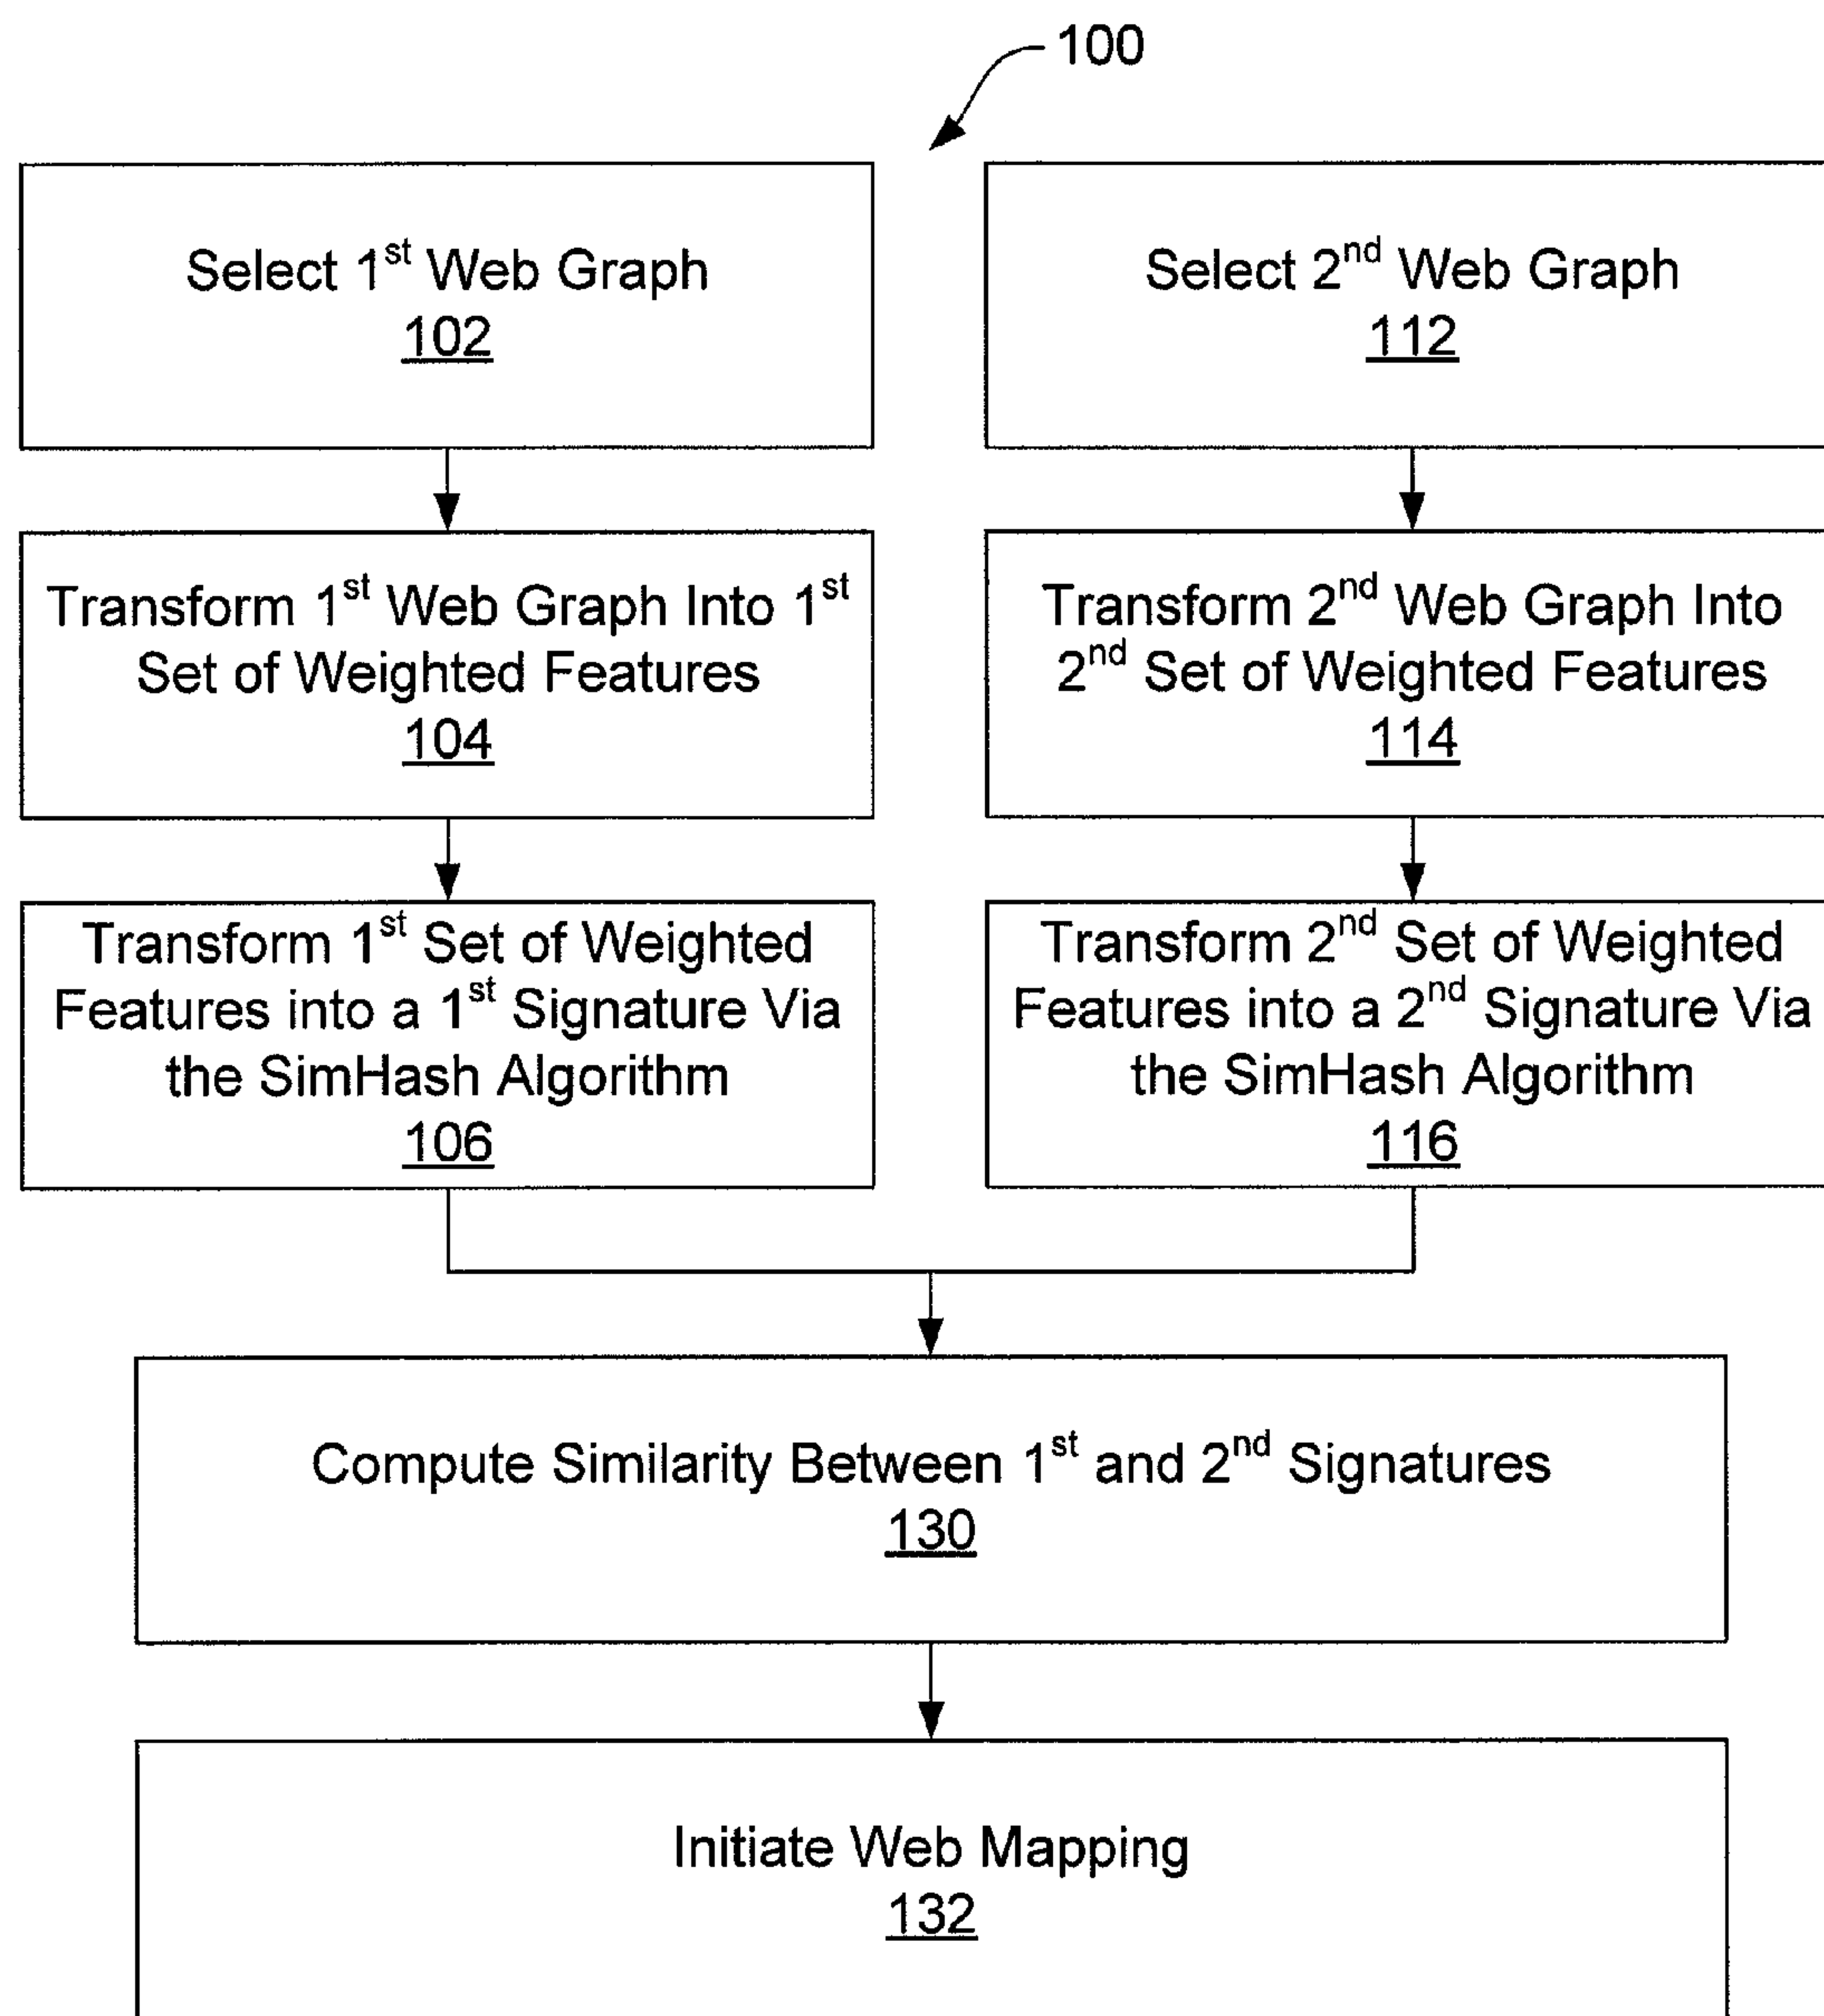 100
Select 1st Web Graph
102
Select 2nd Web Graph
112
Transform 1st Web Graph Into 1st
Set of Weighted Features
104
Transform 2nd Web Graph Into
2nd Set of Weighted Features
114
Transform 1st Set of Weighted
Features into a 1st Signature Via
the SimHash Algorithm
106
Transform 2nd Set of Weighted
Features into a 2nd Signature Via
the SimHash Algorithm
116
Compute Similarity Between 1st and 2nd Signatures
130
Initiate Web Mapping
132